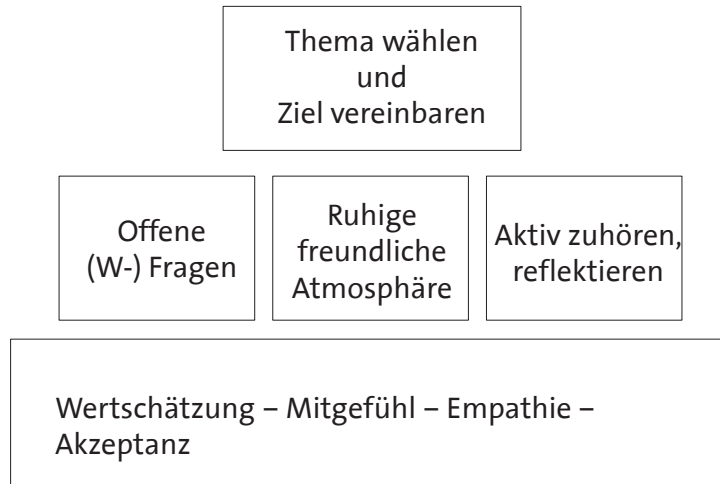 Thema wählen
und
Ziel vereinbaren
Offene
(W-) Fragen
Ruhige
freundliche
Atmosphäre
Aktiv zuhören,
reflektieren
Wertschätzung – Mitgefühl – Empathie –
Akzeptanz